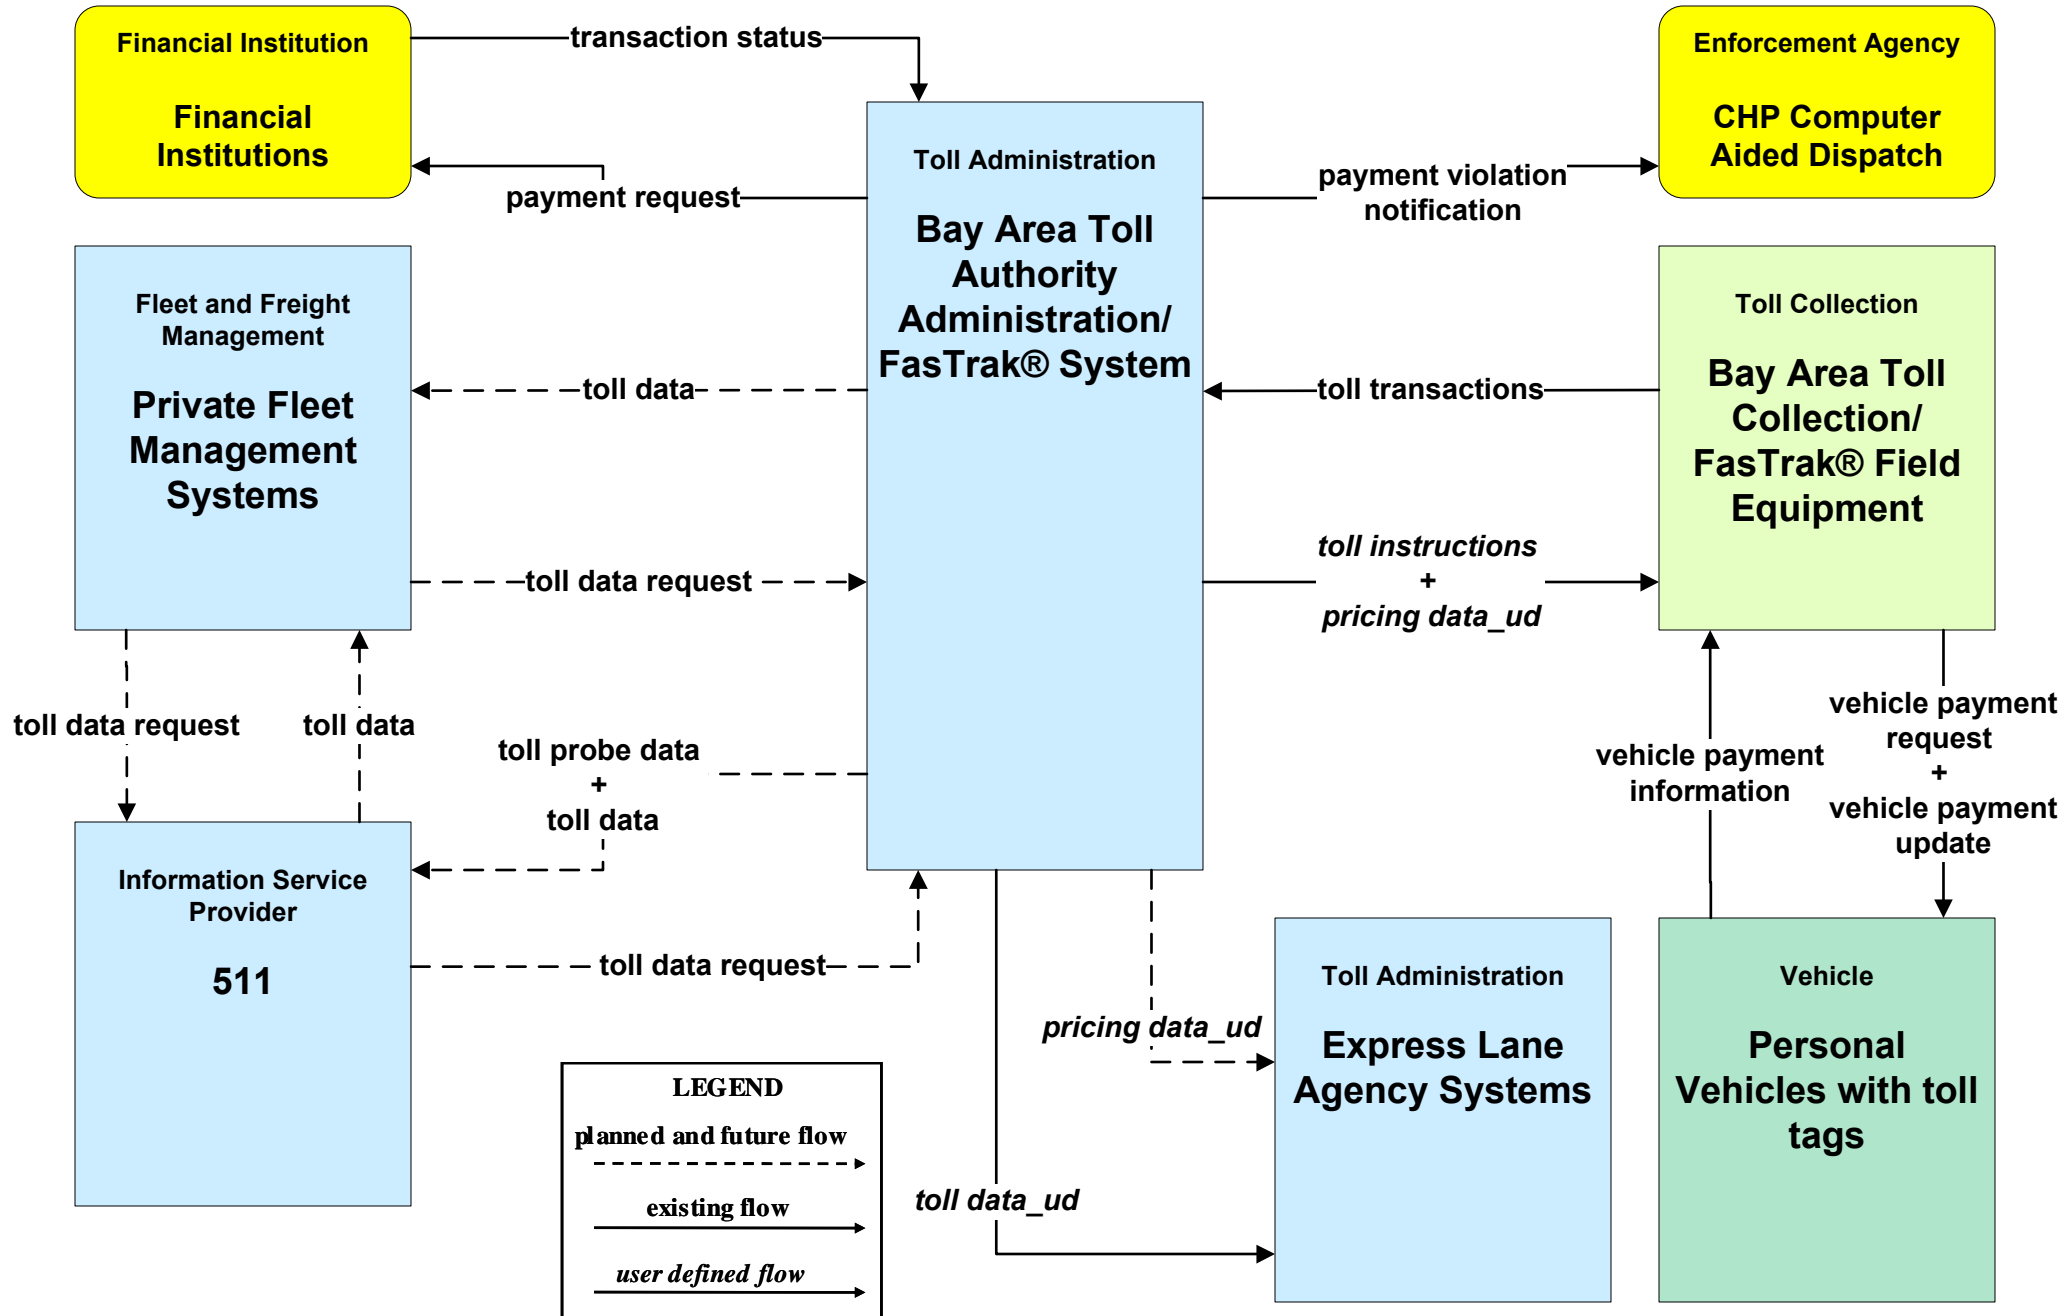 Financial Institution
Financial
Institutions
transaction status
payment request
Enforcement Agency
CHP Computer
Aided Dispatch
payment violation
notification
Toll Administration
Bay Area Toll
Authority
Administration/
FasTrak® System
Fleet and Freight
Management
Private Fleet
Management
Systems
toll data
toll data request
toll transactions
toll instructions
+
pricing data_ud
Toll Collection
Bay Area Toll
Collection/
FasTrak® Field
Equipment
toll data request
toll data
toll probe data
+
toll data
vehicle payment
information
vehicle payment
request
+
vehicle payment
update
Information Service
Provider
511
toll data request
pricing data_ud
toll data_ud
Toll Administration
Express Lane
Agency Systems
Vehicle
Personal
Vehicles with toll
tags
LEGEND
planned and future flow
existing flow
user defined flow